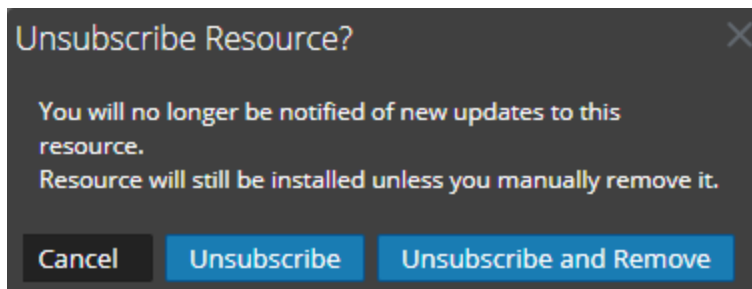 Unsubscribe Resource?
You will no longer be notified of new updates to this
resource.
Resource will still be installed unless you manually remove it.
Cancel Unsubscribe Unsubscribe and Remove